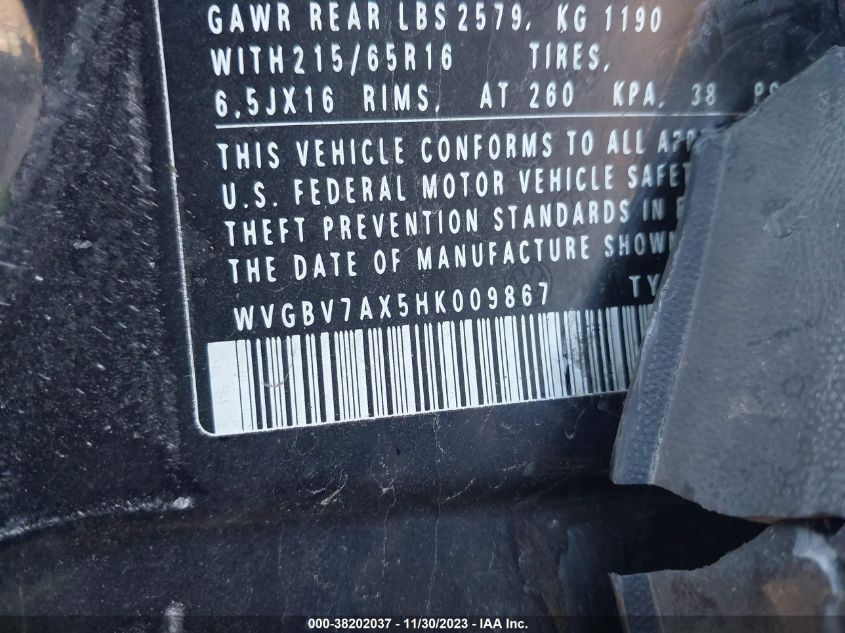 GAWR REAR LBS 2579, KG 1190
WITH 215/65R16 TIRES,
6.5JX16 RIMS, AT 260 KPA, 38
THIS VEHICLE CONFORMS TO ALL
U.S. FEDERAL MOTOR VEHICLE
THEFT PREVENTION STANDARDS IN
THE DATE OF MANUFACTURE
WVGBV7AX5HK009867
000-38202037 - 11/30/2023 - IAA Inc.